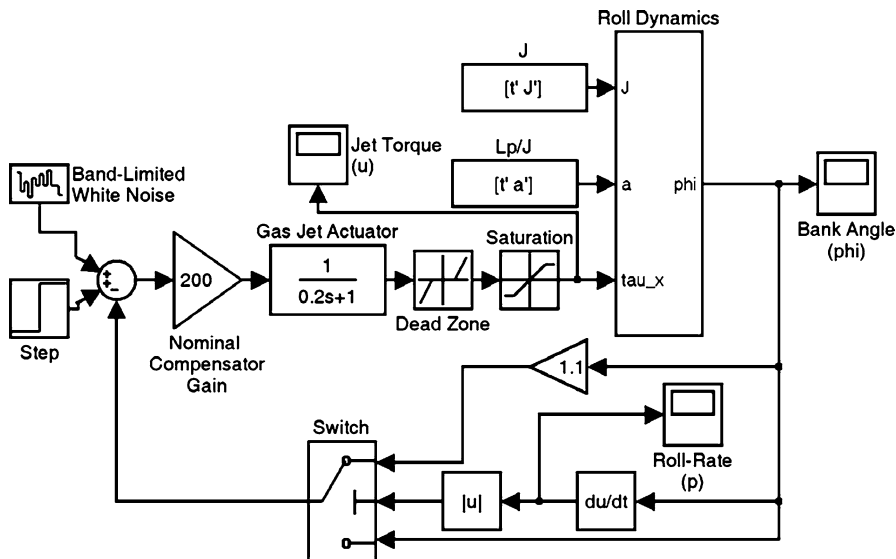 Roll Dynamics
J
[t' J']
J
Jet Torque
(u)
Lp/J
[t' a']
a
phi
Band-Limited
White Noise
Bank Angle
(phi)
Gas Jet Actuator
Saturation
+
+
-
200
1
0.2s+1
tau_x
Dead Zone
Step
Nominal
Compensator
Gain
1.1
Switch
Roll-Rate
(p)
|u|
du/dt